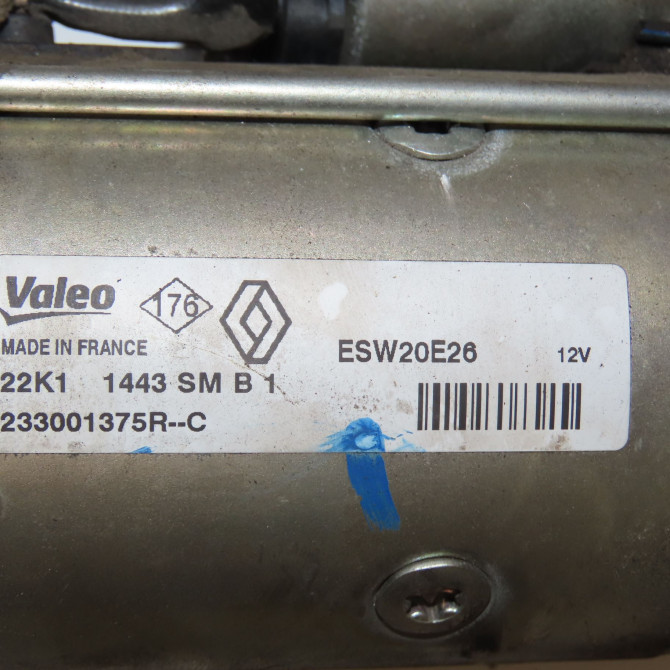 Valeo 176
MADE IN FRANCE
ESW20E26 12V
22K1 1443 SM B 1
233001375R--C